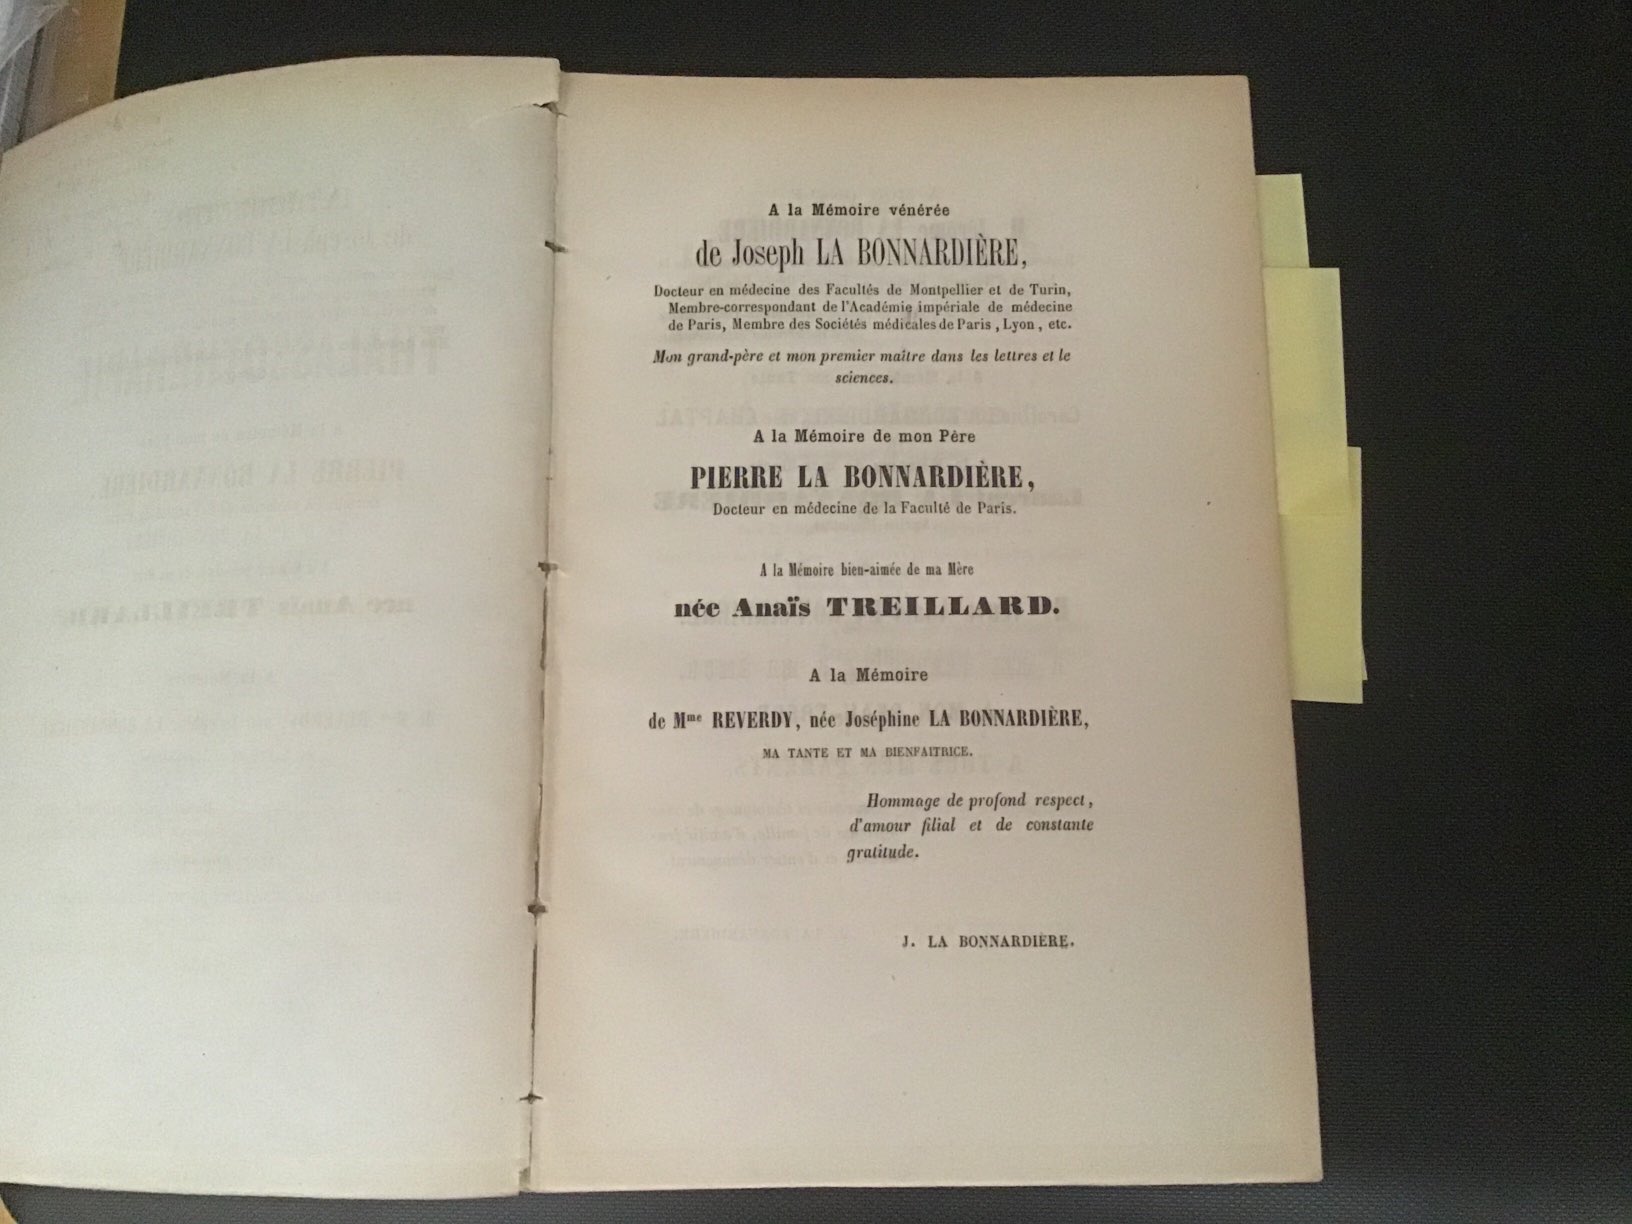 A la Mémoire vénérée
de Joseph LA BONNARDIÈRE,
Docteur en médecine des Facultés de Montpellier et de Turin,
Membre-correspondant de l'Académie impériale de médecine
de Paris, Membre des Sociétés médicales de Paris, Lyon, etc.
Mon grand-père et mon premier maître dans les lettres et le
sciences.
A la Mémoire de mon Père
PIERRE LA BONNARDIÈRE,
Docteur en médecine de la Faculté de Paris.
A la Mémoire bien-aimée de ma Mère
née Anaïs TREILLARD.
A la Mémoire
de Mme REVERDY, née Joséphine LA BONNARDIÈRE,
MA TANTE ET MA BIENFAITRICE.
Hommage de profond respect,
d'amour filial et de constante
gratitude.
J. LA BONNARDIÈRE.